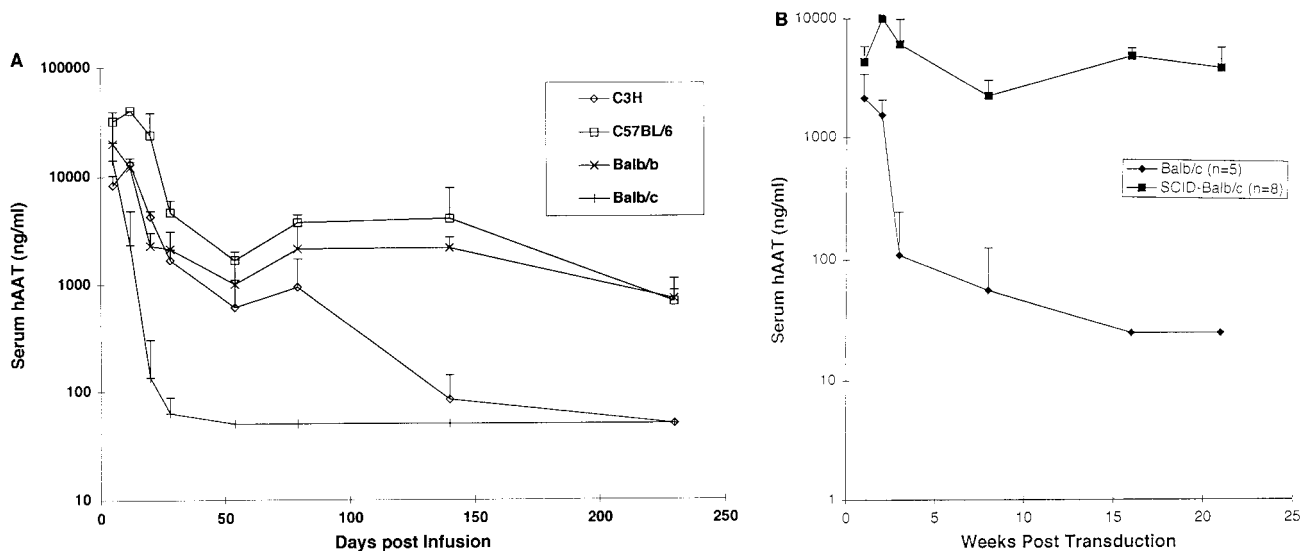 A
Serum hAAT (ng/ml)
100000
10000
1000
100
10
0
50
100
150
200
250
Days post Infusion
C3H
C57BL/6
Balb/b
Balb/c
B
Serum hAAT (ng/ml)
10000
1000
100
10
1
0
5
10
15
20
25
Weeks Post Transduction
Balb/c (n=5)
SCID-Balb/c (n=8)